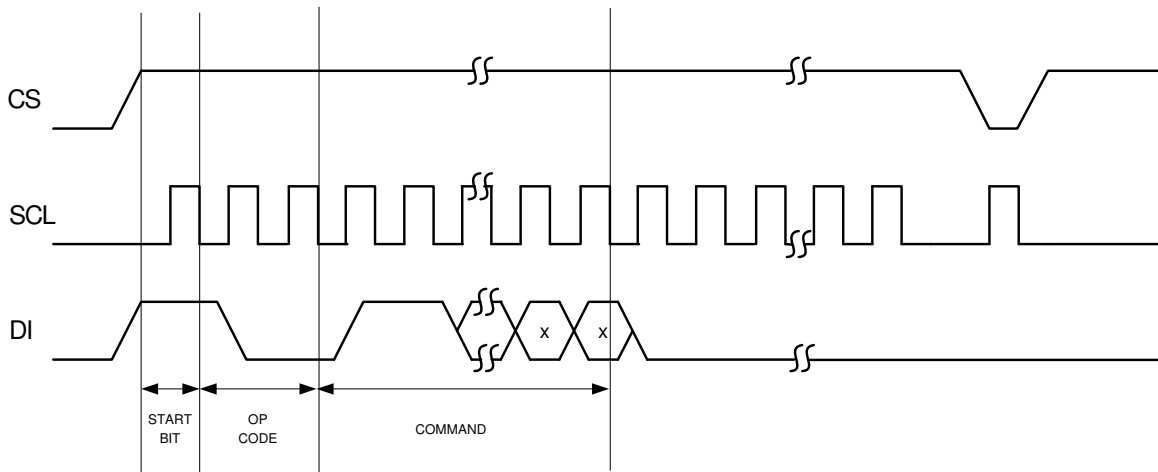 CS
SCL
DI
x x
START
BIT
OP
CODE
COMMAND